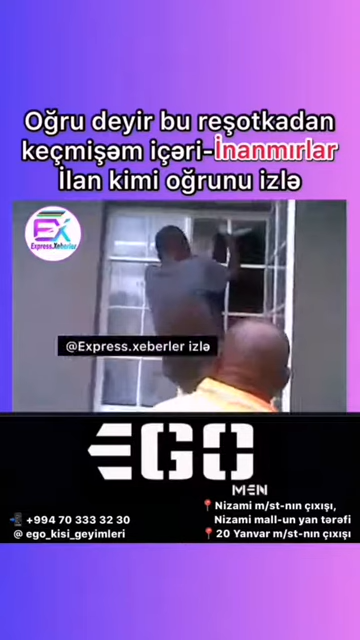 Oğru deyir bu reşotkadan
keçmişəm içəri-İnanmırlar
İlan kimi oğrunu izlə
EX
Express.Xeberler
@Express.xeberler izlə
EGO
MEN
+994 70 333 32 30
@ ego_kisi_geyimleri
Nizami m/st-nın çıxışı,
Nizami mall-un yan tərəfi
20 Yanvar m/st-nın çıxışı